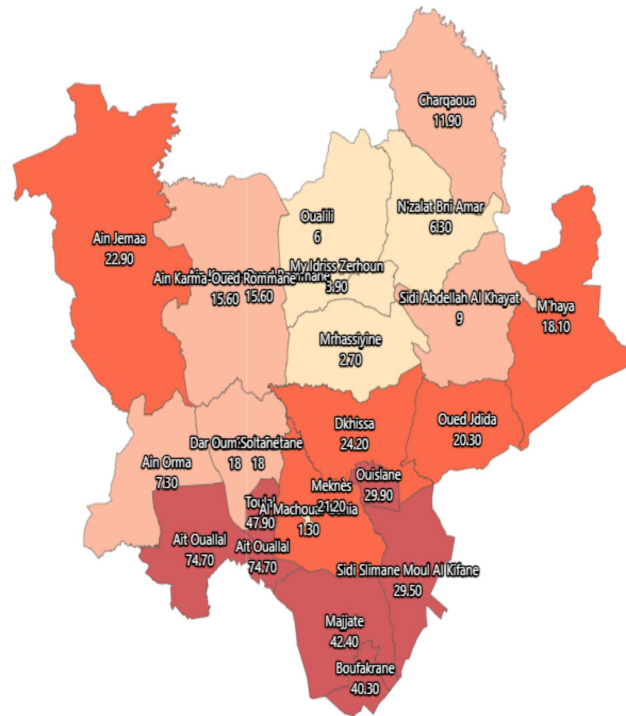 Charqaoua
11.90
N'zalat Bni Amar
6.30
Oualili
6
Ain Jemaa
22.90
My Idriss Zerhoun
3.90
Ain Karma-Oued Rommane
15.60
15.60
Sidi Abdellah Al Khayat
9
M'haya
18.10
Mrhassiyine
2.70
Dkhissa
24.20
Oued Jdida
20.30
Dar Oum Soltane
18
18
Ain Orma
7.30
Ouislane
29.90
Meknès
21.20
Toulal
47.90
Al Machouar
1.30
Ait Ouallal
74.70
Ait Ouallal
74.70
Sidi Slimane Moul Al Kifane
29.50
Majjate
42.40
Boufakrane
40.30